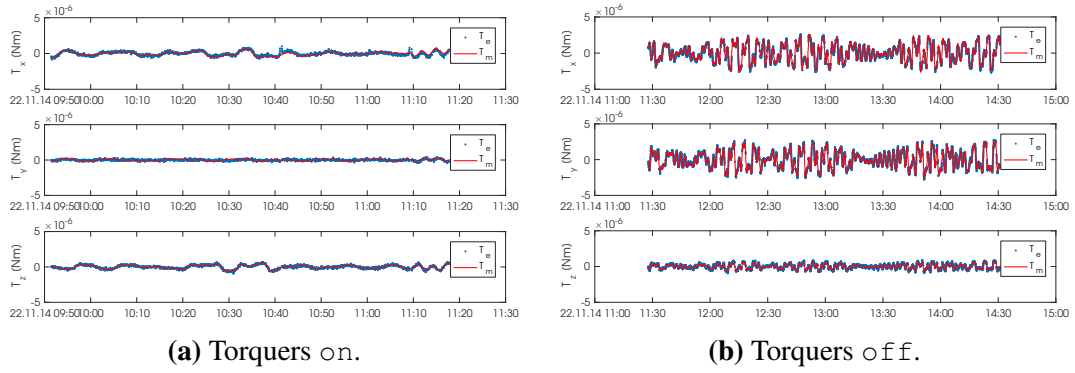 ×10⁻⁶
5
0
-5
T_x (Nm)
T_e
T_m
22.11.14 09:50 10:00 10:10 10:20 10:30 10:40 10:50 11:00 11:10 11:20 11:30
×10⁻⁶
5
0
-5
T_y (Nm)
T_e
T_m
22.11.14 09:50 10:00 10:10 10:20 10:30 10:40 10:50 11:00 11:10 11:20 11:30
×10⁻⁶
5
0
-5
T_z (Nm)
T_e
T_m
22.11.14 09:50 10:00 10:10 10:20 10:30 10:40 10:50 11:00 11:10 11:20 11:30
(a) Torquers on.
×10⁻⁶
5
0
-5
T_x (Nm)
T_e
T_m
22.11.14 11:00 11:30 12:00 12:30 13:00 13:30 14:00 14:30 15:00
×10⁻⁶
5
0
-5
T_y (Nm)
T_e
T_m
22.11.14 11:00 11:30 12:00 12:30 13:00 13:30 14:00 14:30 15:00
×10⁻⁶
5
0
-5
T_z (Nm)
T_e
T_m
22.11.14 11:00 11:30 12:00 12:30 13:00 13:30 14:00 14:30 15:00
(b) Torquers off.